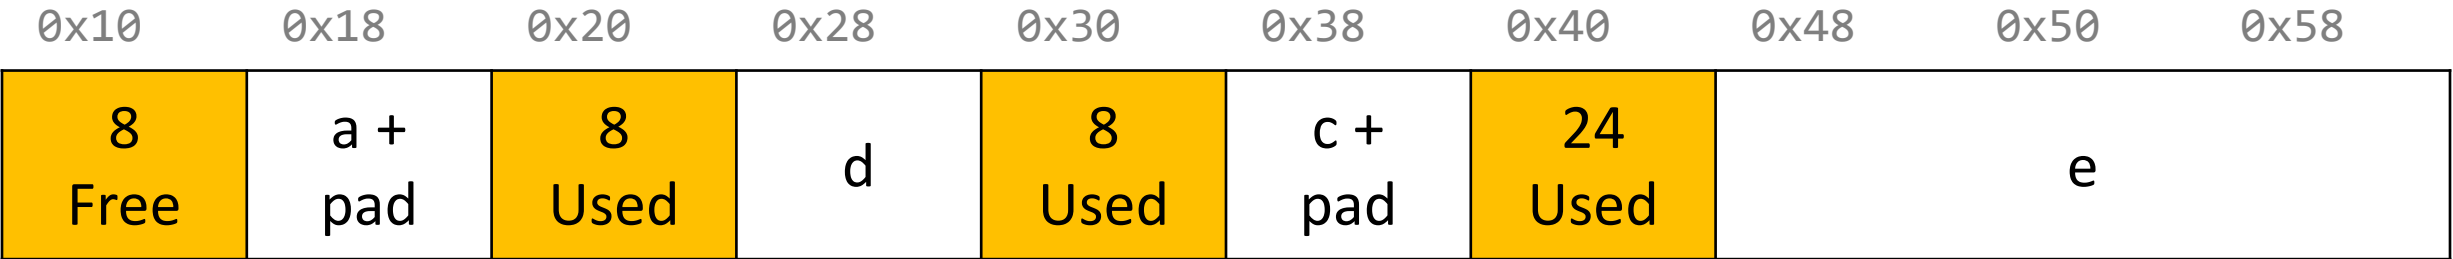 0x10 0x18 0x20 0x28 0x30 0x38 0x40 0x48 0x50 0x58
8 Free
a + pad
8 Used
d
8 Used
c + pad
24 Used
e